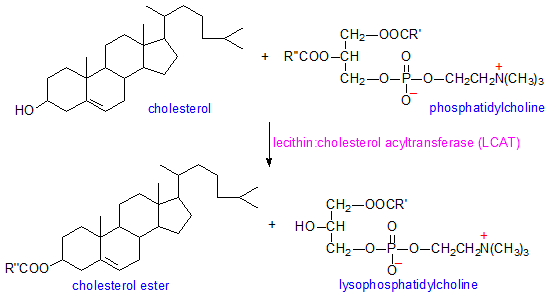 CH₂–OOCR'
+ R"COO–CH
+
CH₂–O–P–O–CH₂CH₂N(CH₃)₃
O
O–
HO
cholesterol
phosphatidylcholine
lecithin:cholesterol acyltransferase (LCAT)
CH₂–OOCR'
+ HO–CH
+
CH₂–O–P–O–CH₂CH₂N(CH₃)₃
O
O–
R"COO
cholesterol ester
lysophosphatidylcholine